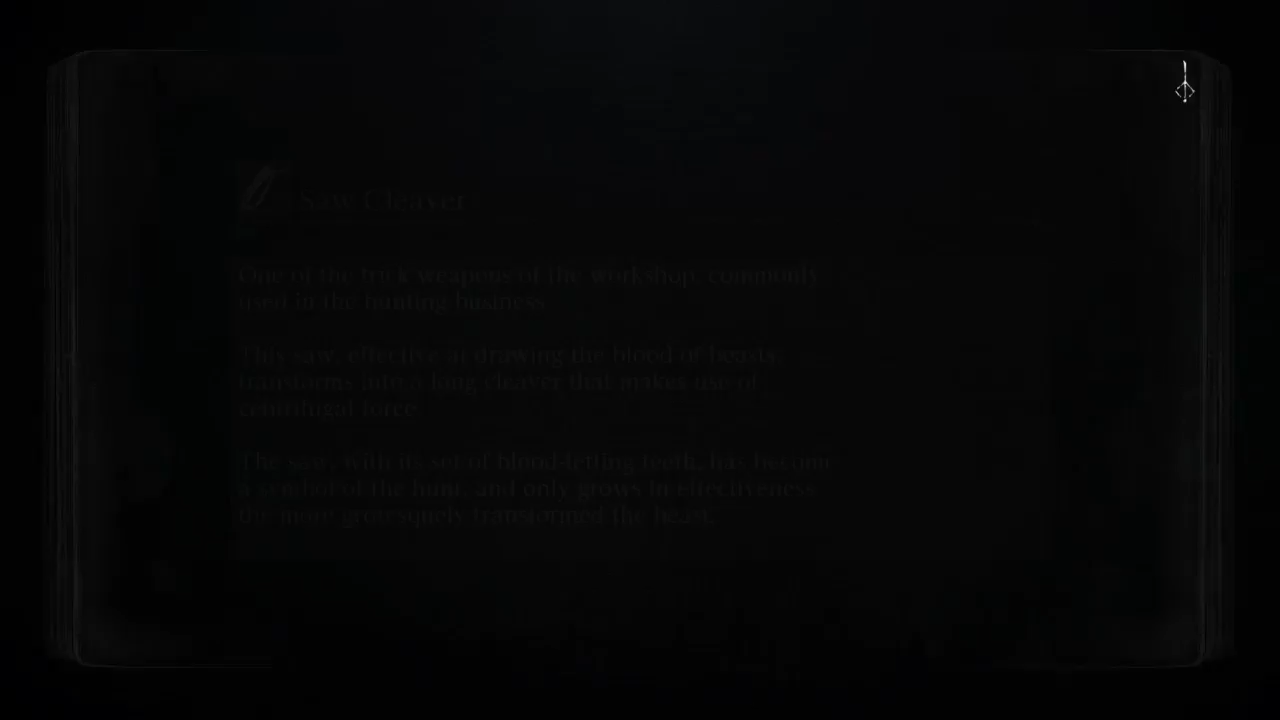 Saw Cleaver
One of the trick weapons of the workshop, commonly
used in the hunting business.
This saw, effective at drawing the blood of beasts,
transforms into a long cleaver that makes use of
centrifugal force.
The saw, with its set of blood-letting teeth, has become
a symbol of the hunt, and only grows in effectiveness
the more grotesquely transformed the beast.